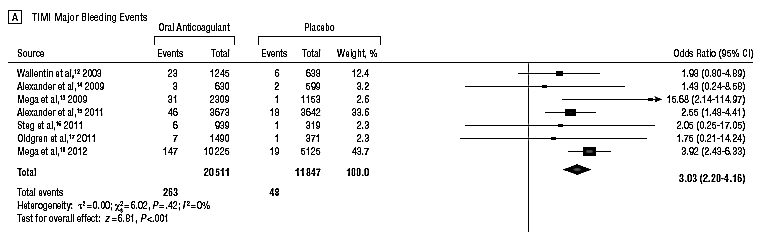 A TIMI Major Bleeding Events
Oral Anticoagulant Placebo
Source Events Total Events Total Weight, % Odds Ratio (95% CI)
Wallentin et al,¹² 2003 23 1245 6 638 12.4 1.98 (0.80-4.89)
Alexander et al,¹⁴ 2009 3 630 2 599 3.2 1.43 (0.24-8.58)
Mega et al,¹³ 2009 31 2309 1 1153 2.6 15.68 (2.14-114.97)
Alexander et al,¹⁵ 2011 46 3673 18 3642 33.6 2.55 (1.48-4.41)
Steg et al,¹⁶ 2011 6 939 1 319 2.3 2.05 (0.25-17.05)
Oldgren et al,¹⁷ 2011 7 1490 1 371 2.3 1.75 (0.21-14.24)
Mega et al,¹⁸ 2012 147 10225 19 5125 43.7 3.92 (2.43-6.33)
Total 20511 11847 100.0 3.03 (2.20-4.16)
Total events 263 48
Heterogeneity: τ²=0.00; χ²₆=6.02, P=.42; I²=0%
Test for overall effect: z=6.81, P<.001